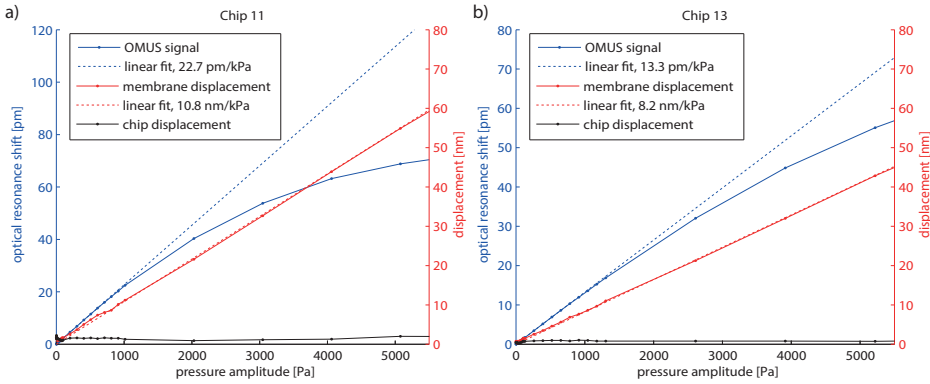 a)
Chip 11
120
100
80
60
40
20
0
optical resonance shift [pm]
OMUS signal
linear fit, 22.7 pm/kPa
membrane displacement
linear fit, 10.8 nm/kPa
chip displacement
80
70
60
50
40
30
20
10
0
displacement [nm]
0 1000 2000 3000 4000 5000
pressure amplitude [Pa]
b)
Chip 13
80
70
60
50
40
30
20
10
0
optical resonance shift [pm]
OMUS signal
linear fit, 13.3 pm/kPa
membrane displacement
linear fit, 8.2 nm/kPa
chip displacement
80
70
60
50
40
30
20
10
0
displacement [nm]
0 1000 2000 3000 4000 5000
pressure amplitude [Pa]